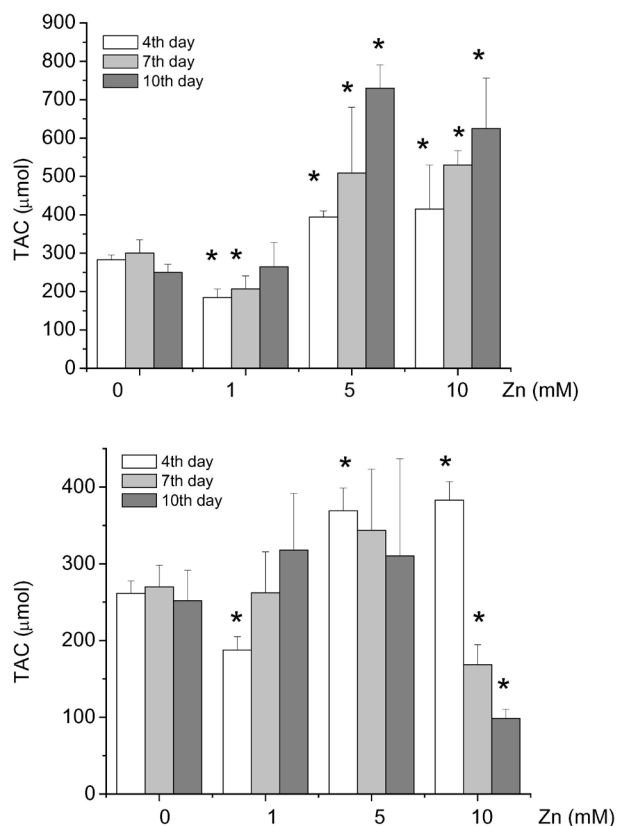 900
800
700
600
500
400
300
200
100
0
TAC (μmol)
4th day
7th day
10th day
* * * * * * * *
0 1 5 10 Zn (mM)
400
300
200
100
0
TAC (μmol)
4th day
7th day
10th day
* * * * *
0 1 5 10 Zn (mM)